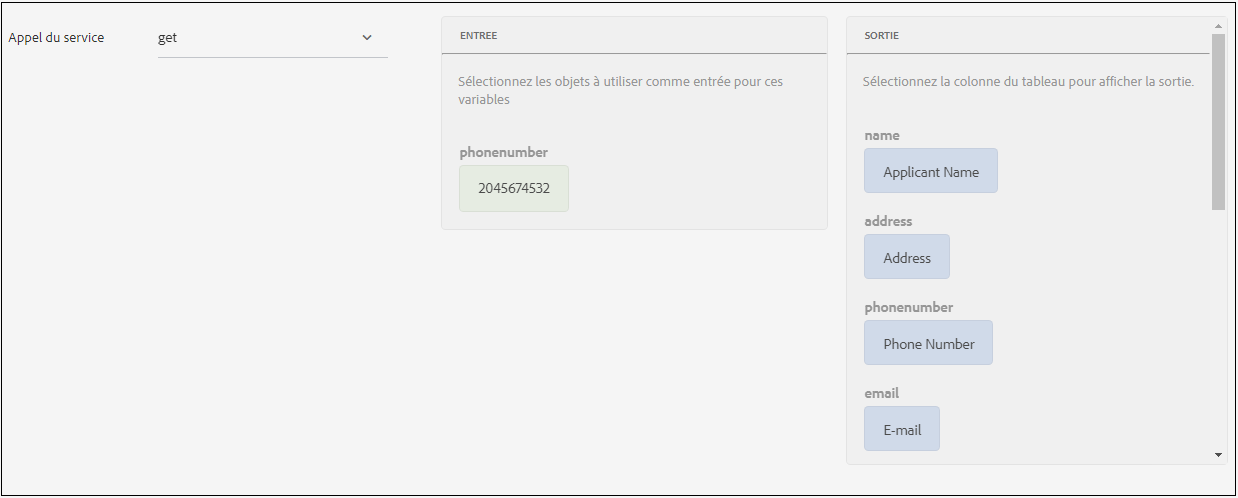 Appel du service
get
ENTREE
Sélectionnez les objets à utiliser comme entrée pour ces
variables
phonenumber
2045674532
SORTIE
Sélectionnez la colonne du tableau pour afficher la sortie.
name
Applicant Name
address
Address
phonenumber
Phone Number
email
E-mail